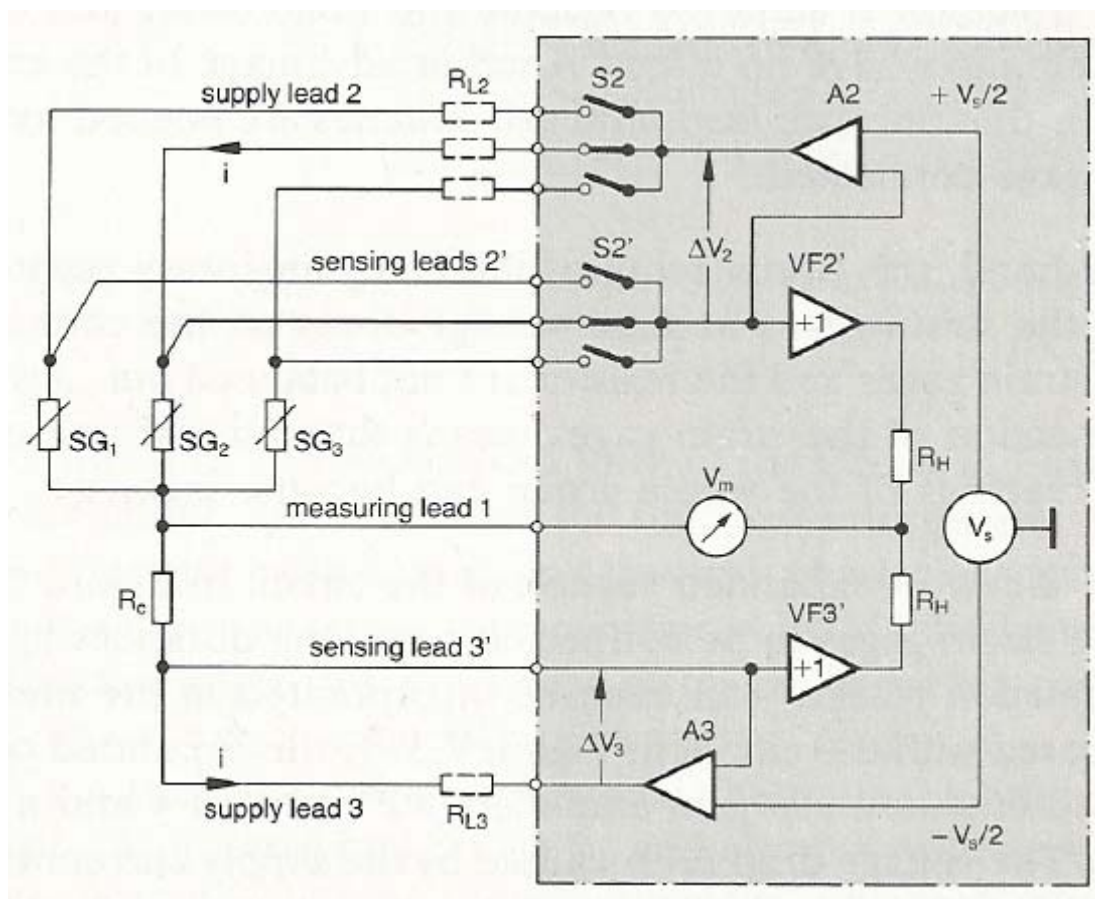 R_L2
S2
A2
+ V_s/2
supply lead 2
i
ΔV_2
S2'
sensing leads 2'
VF2'
+1
SG_1
SG_2
SG_3
R_H
V_m
measuring lead 1
V_s
R_c
R_H
VF3'
sensing lead 3'
+1
ΔV_3
A3
i
supply lead 3
R_L3
− V_s/2